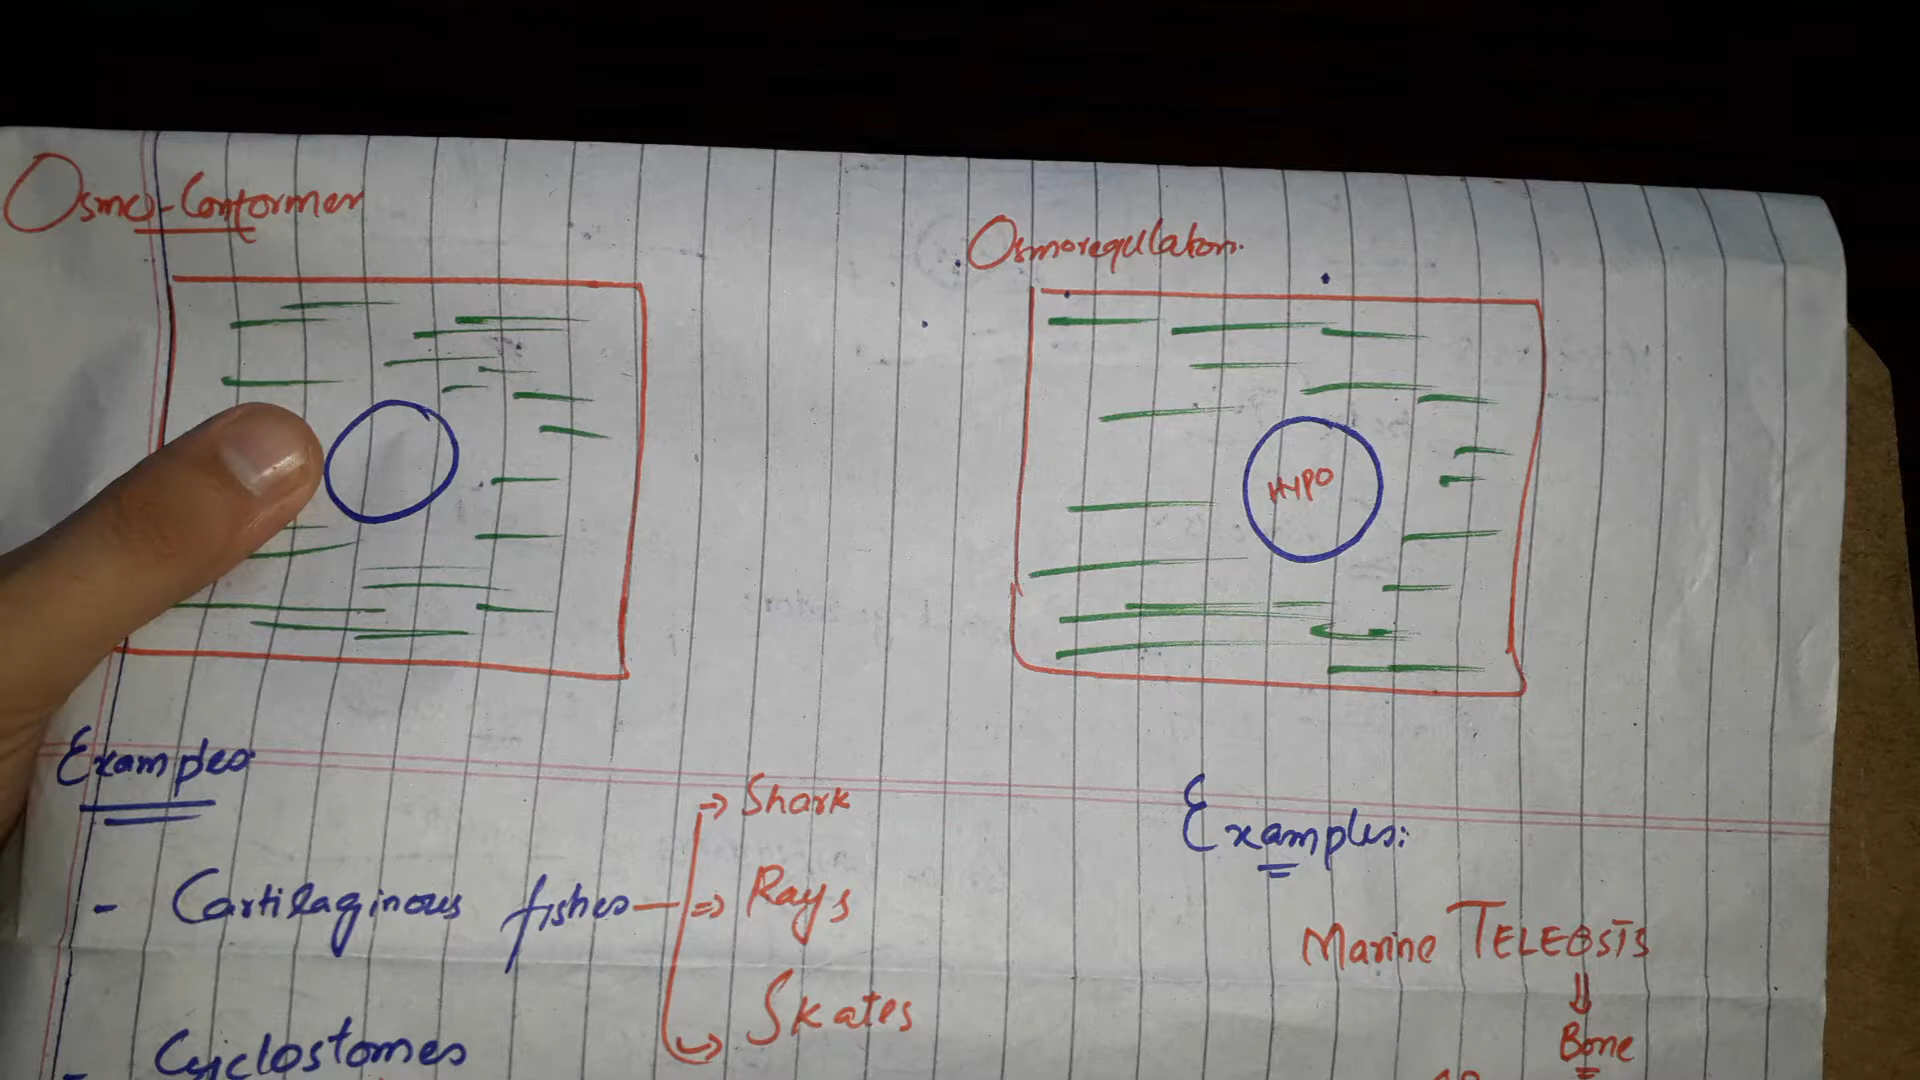 Osmo-Conformer
Osmoregulator.
HYPO
Examples
- Cartilaginous fishes
→ Shark
⇒ Rays
→ Skates
- Cyclostomes
Examples:
Marine TELEOSTS
⇓
Bone